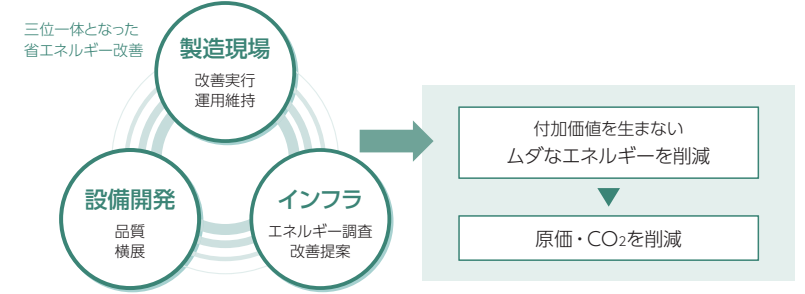 三位一体となった
省エネルギー改善
製造現場
改善実行
運用維持
設備開発
品質
横展
インフラ
エネルギー調査
改善提案
付加価値を生まない
ムダなエネルギーを削減
原価・CO₂を削減